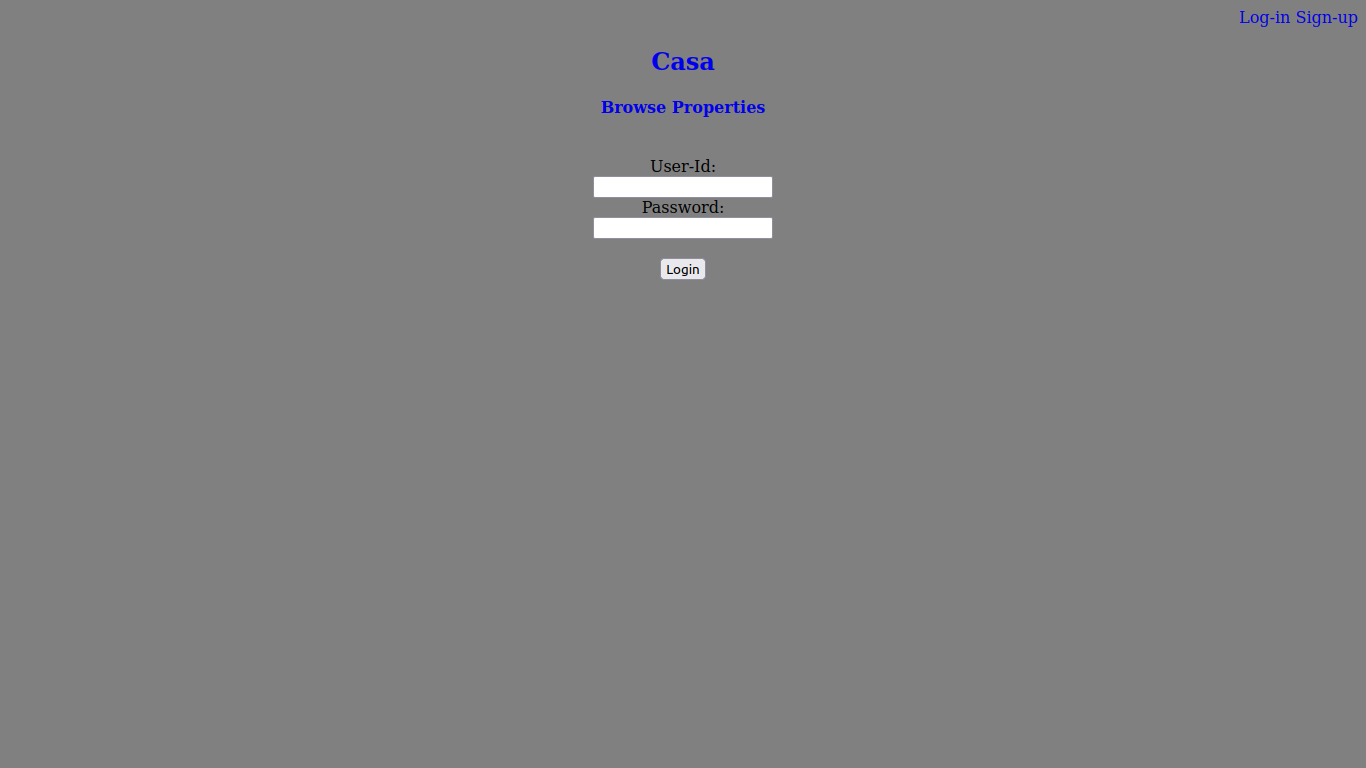 Log-in Sign-up
Casa
Browse Properties
User-Id:
Password:
Login